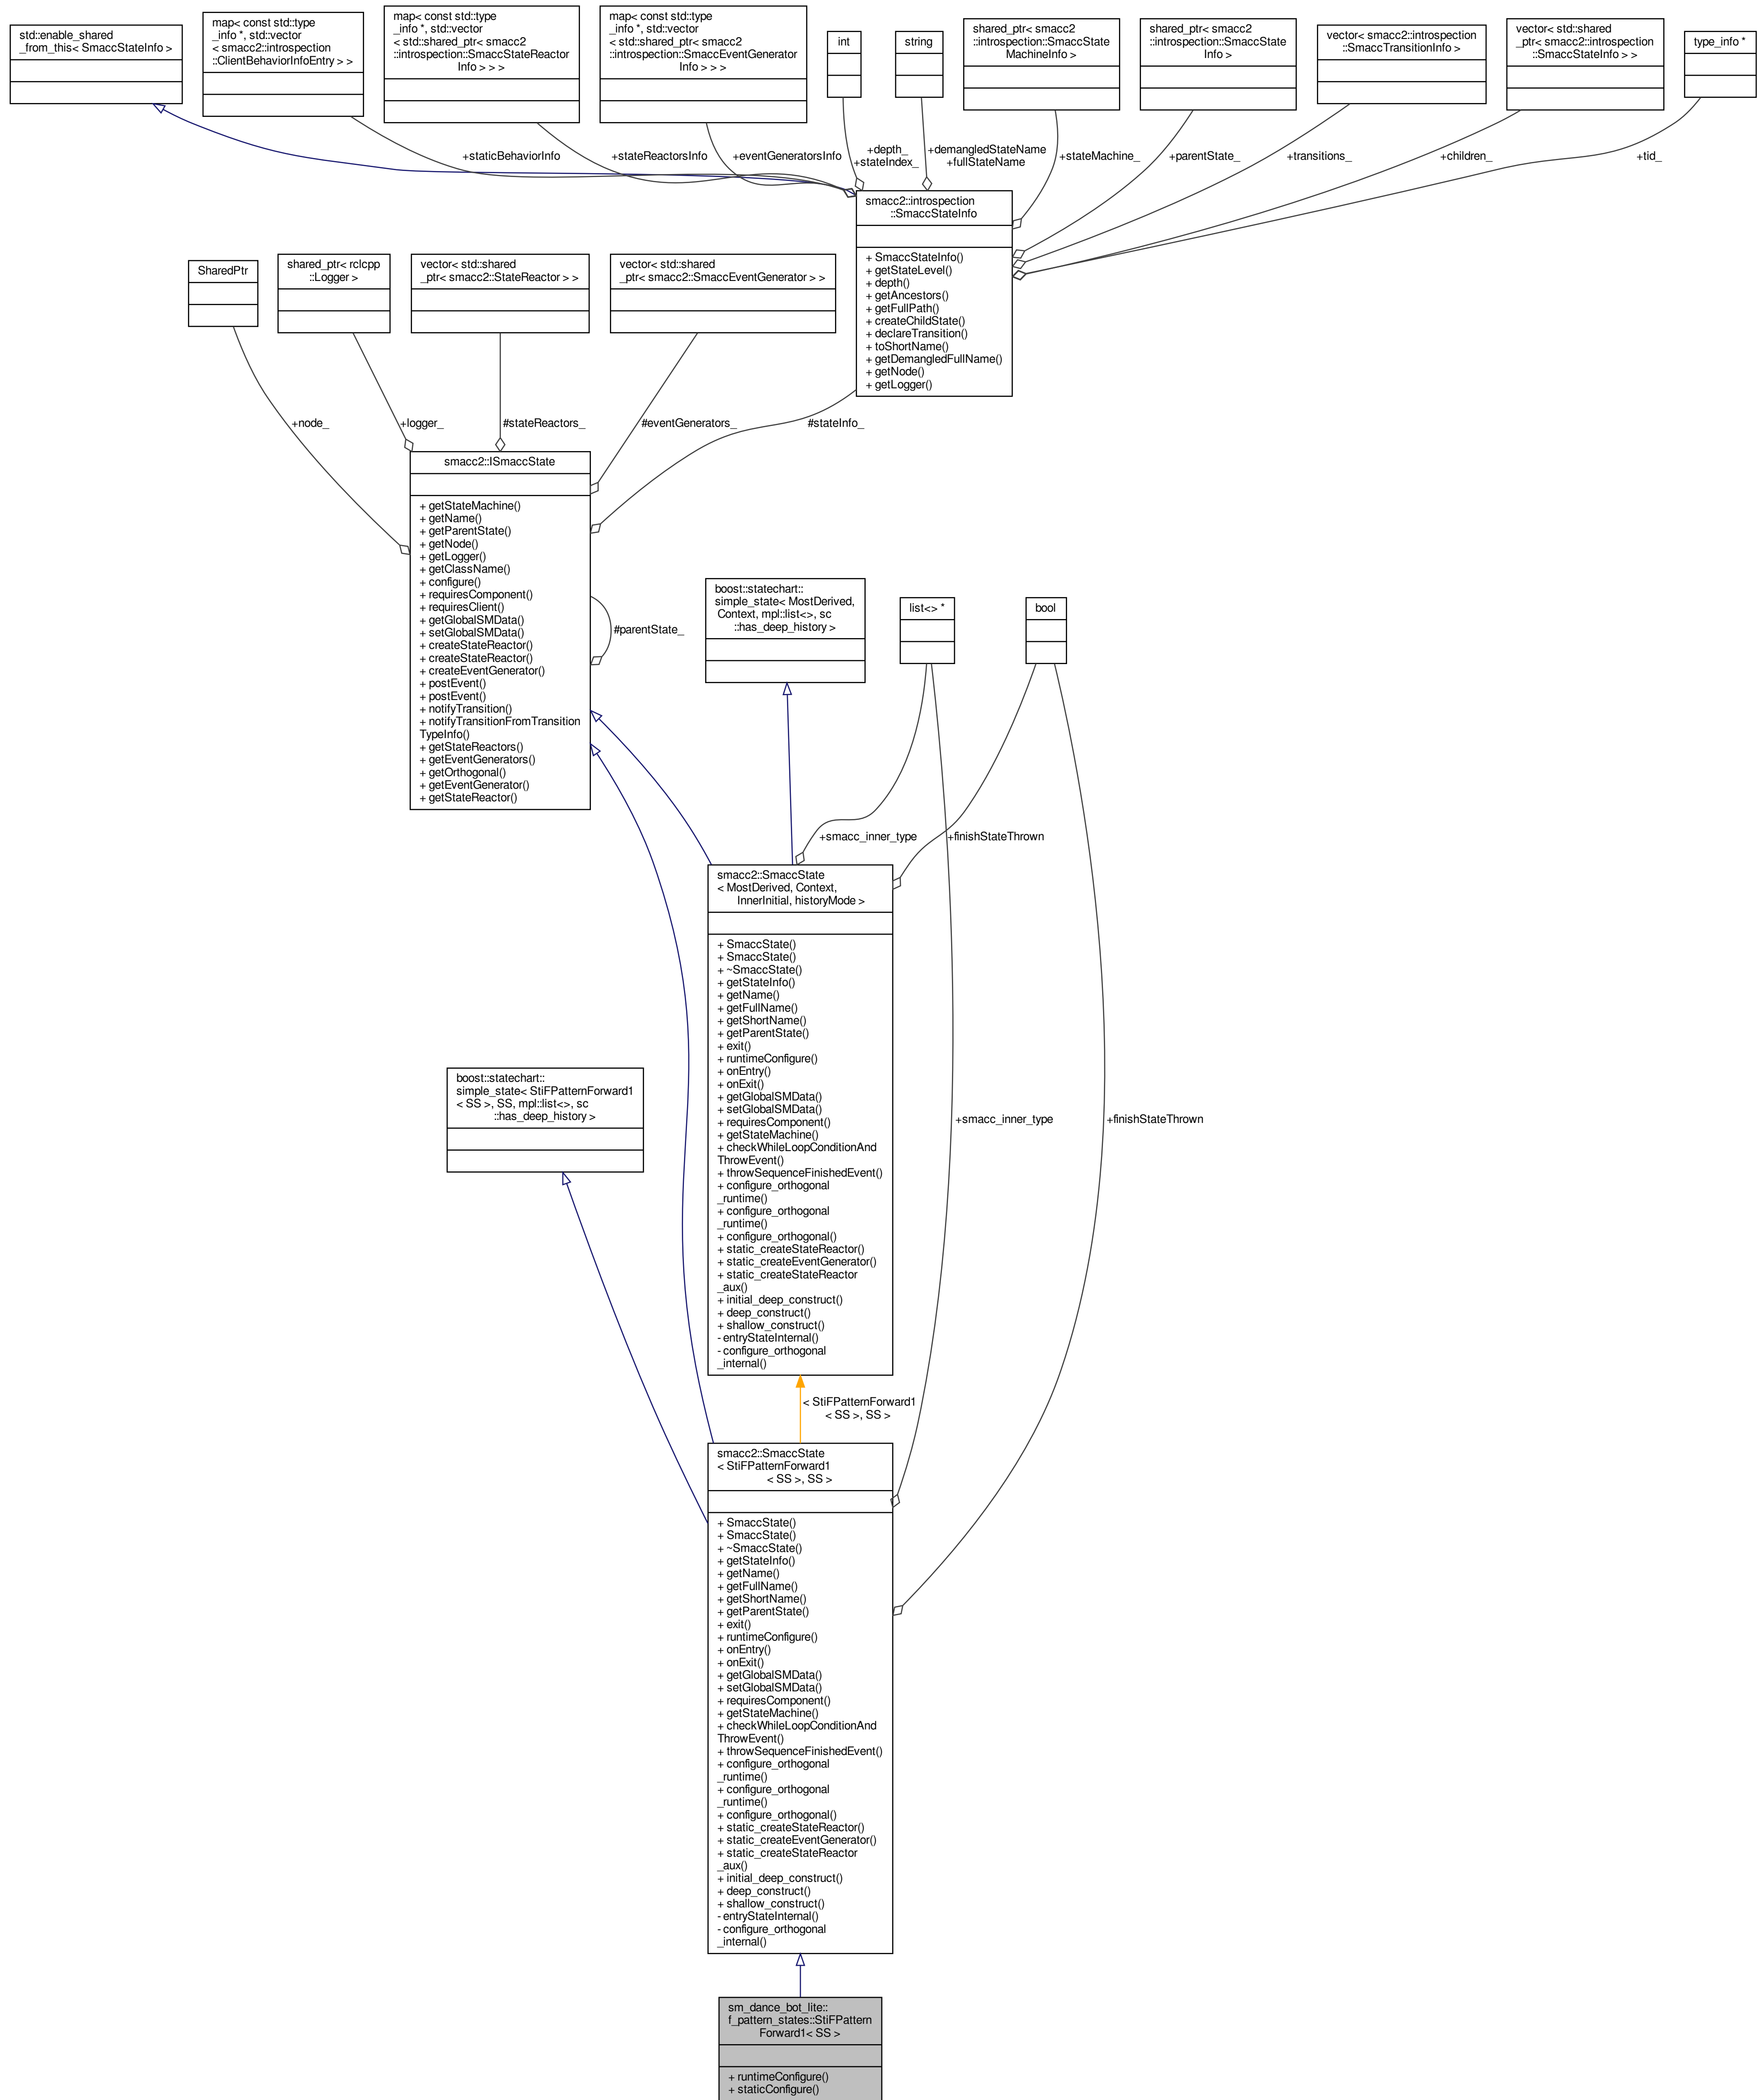 std::enable_shared
_from_this< SmaccStateInfo >
map< const std::type
_info *, std::vector
< smacc2::introspection
::ClientBehaviorInfoEntry > >
map< const std::type
_info *, std::vector
< std::shared_ptr< smacc2
::introspection::SmaccStateReactor
Info > > >
map< const std::type
_info *, std::vector
< std::shared_ptr< smacc2
::introspection::SmaccEventGenerator
Info > > >
int
string
shared_ptr< smacc2
::introspection::SmaccState
MachineInfo >
shared_ptr< smacc2
::introspection::SmaccState
Info >
vector< smacc2::introspection
::SmaccTransitionInfo >
vector< std::shared
_ptr< smacc2::introspection
::SmaccStateInfo > >
type_info *
+staticBehaviorInfo
+stateReactorsInfo
+eventGeneratorsInfo
+depth_
+stateIndex_
+demangledStateName
+fullStateName
+stateMachine_
+parentState_
+transitions_
+children_
+tid_
smacc2::introspection
::SmaccStateInfo
+ SmaccStateInfo()
+ getStateLevel()
+ depth()
+ getAncestors()
+ getFullPath()
+ createChildState()
+ declareTransition()
+ toShortName()
+ getDemangledFullName()
+ getNode()
+ getLogger()
SharedPtr
shared_ptr< rclcpp
::Logger >
vector< std::shared
_ptr< smacc2::StateReactor > >
vector< std::shared
_ptr< smacc2::SmaccEventGenerator > >
+node_
+logger_
#stateReactors_
#eventGenerators_
#stateInfo_
smacc2::ISmaccState
+ getStateMachine()
+ getName()
+ getParentState()
+ getNode()
+ getLogger()
+ getClassName()
+ configure()
+ requiresComponent()
+ requiresClient()
+ getGlobalSMData()
+ setGlobalSMData()
+ createStateReactor()
+ createStateReactor()
+ createEventGenerator()
+ postEvent()
+ postEvent()
+ notifyTransition()
+ notifyTransitionFromTransition
TypeInfo()
+ getStateReactors()
+ getEventGenerators()
+ getOrthogonal()
+ getEventGenerator()
+ getStateReactor()
#parentState_
boost::statechart::
simple_state< MostDerived,
Context, mpl::list<>, sc
::has_deep_history >
list<> *
bool
+smacc_inner_type
+finishStateThrown
smacc2::SmaccState
< MostDerived, Context,
InnerInitial, historyMode >
+ SmaccState()
+ SmaccState()
+ ~SmaccState()
+ getStateInfo()
+ getName()
+ getFullName()
+ getShortName()
+ getParentState()
+ exit()
+ runtimeConfigure()
+ onEntry()
+ onExit()
+ getGlobalSMData()
+ setGlobalSMData()
+ requiresComponent()
+ getStateMachine()
+ checkWhileLoopConditionAnd
ThrowEvent()
+ throwSequenceFinishedEvent()
+ configure_orthogonal
_runtime()
+ configure_orthogonal
_runtime()
+ configure_orthogonal()
+ static_createStateReactor()
+ static_createEventGenerator()
+ static_createStateReactor
_aux()
+ initial_deep_construct()
+ deep_construct()
+ shallow_construct()
- entryStateInternal()
- configure_orthogonal
_internal()
boost::statechart::
simple_state< StiFPatternForward1
< SS >, SS, mpl::list<>, sc
::has_deep_history >
+smacc_inner_type
+finishStateThrown
< StiFPatternForward1
< SS >, SS >
smacc2::SmaccState
< StiFPatternForward1
< SS >, SS >
+ SmaccState()
+ SmaccState()
+ ~SmaccState()
+ getStateInfo()
+ getName()
+ getFullName()
+ getShortName()
+ getParentState()
+ exit()
+ runtimeConfigure()
+ onEntry()
+ onExit()
+ getGlobalSMData()
+ setGlobalSMData()
+ requiresComponent()
+ getStateMachine()
+ checkWhileLoopConditionAnd
ThrowEvent()
+ throwSequenceFinishedEvent()
+ configure_orthogonal
_runtime()
+ configure_orthogonal
_runtime()
+ configure_orthogonal()
+ static_createStateReactor()
+ static_createEventGenerator()
+ static_createStateReactor
_aux()
+ initial_deep_construct()
+ deep_construct()
+ shallow_construct()
- entryStateInternal()
- configure_orthogonal
_internal()
sm_dance_bot_lite::
f_pattern_states::StiFPattern
Forward1< SS >
+ runtimeConfigure()
+ staticConfigure()